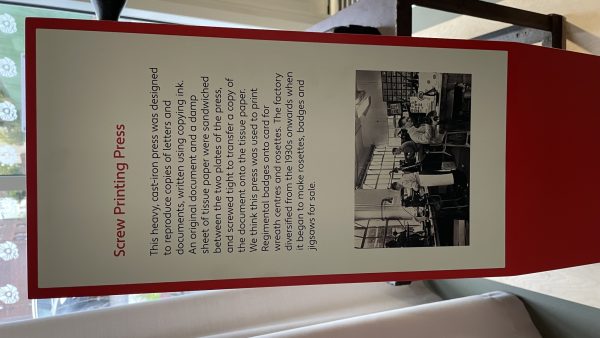 Screw Printing Press
This heavy, cast-iron press was designed
to reproduce copies of letters and
documents, written using copying ink.
An original document and a damp
sheet of tissue paper were sandwiched
between the two plates of the press,
and screwed tight to transfer a copy of
the document onto the tissue paper.
We think this press was used to print
Regimental badges onto card for
wreath centres and rosettes. The factory
diversified from the 1930s onwards when
it began to make rosettes, badges and
jigsaws for sale.